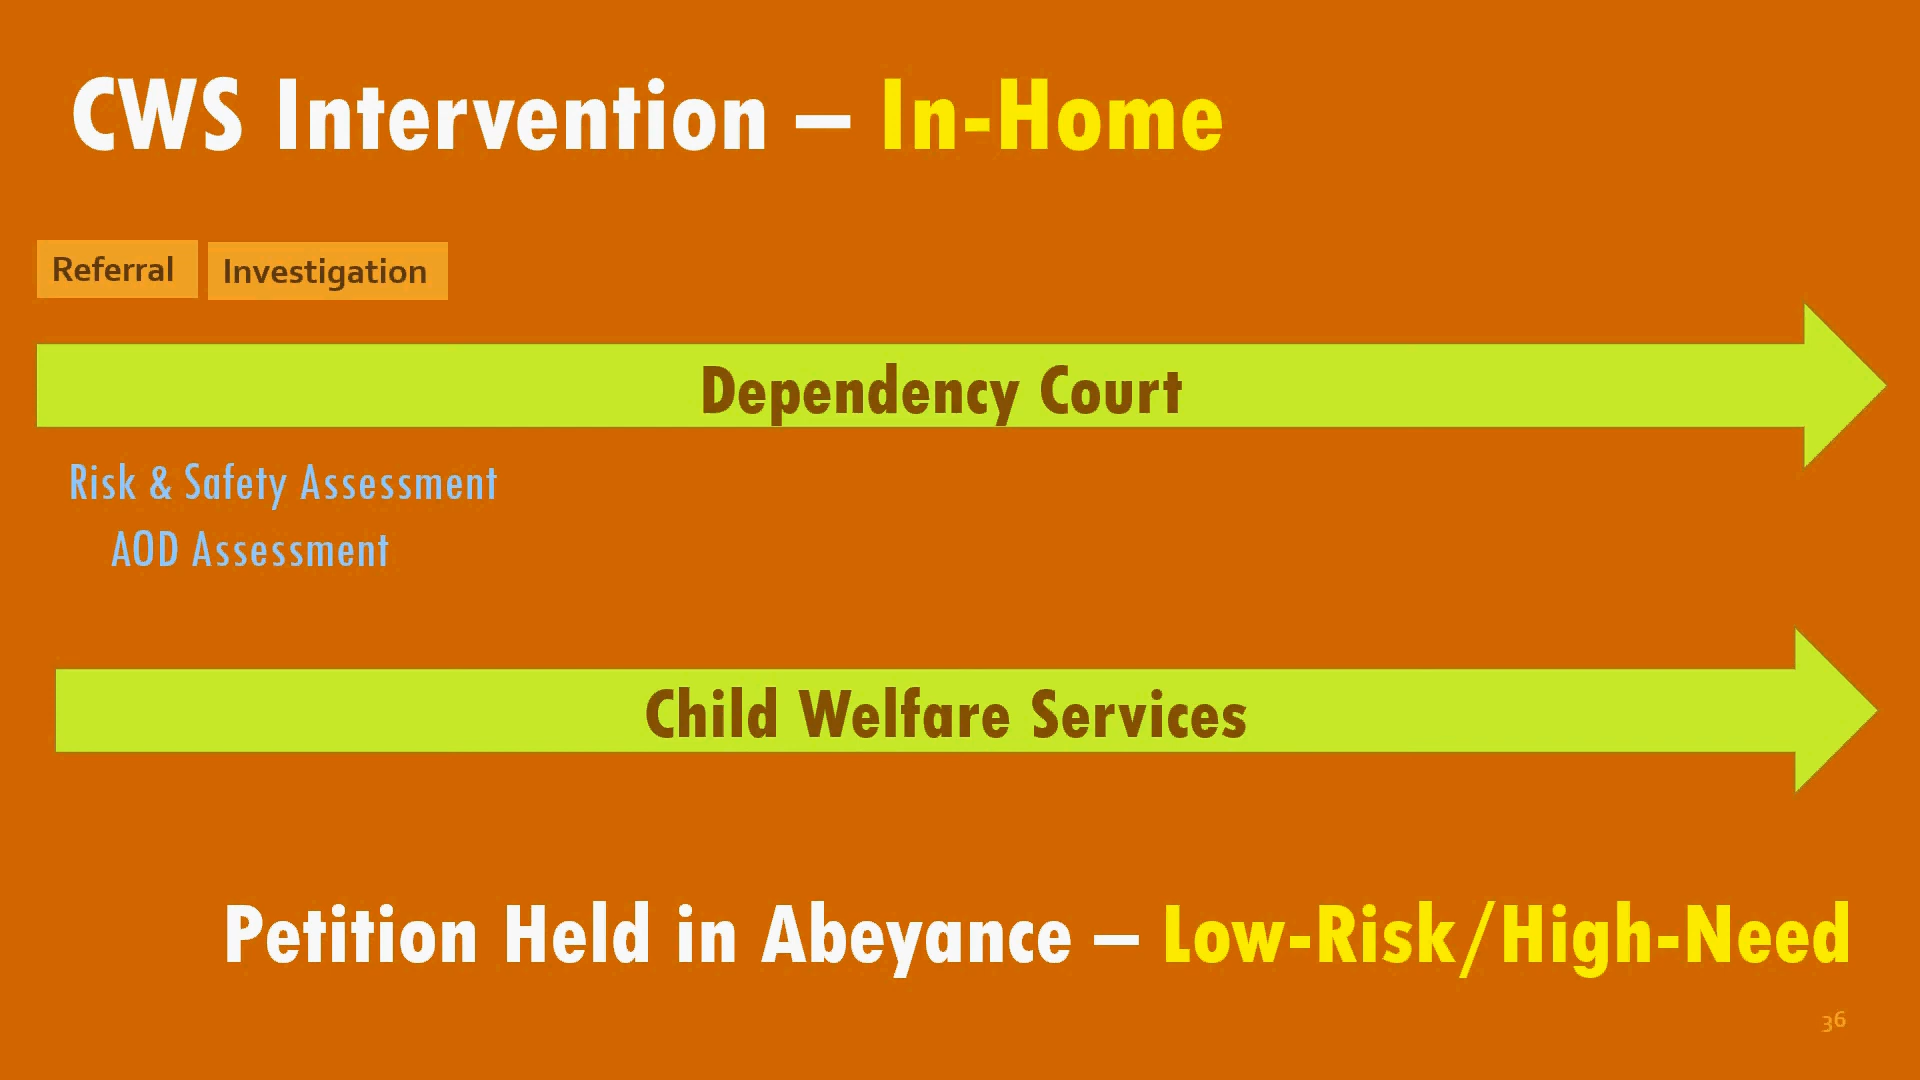 CWS Intervention – In-Home
Referral
Investigation
Dependency Court
Risk & Safety Assessment
AOD Assessment
Child Welfare Services
Petition Held in Abeyance – Low-Risk/High-Need
36